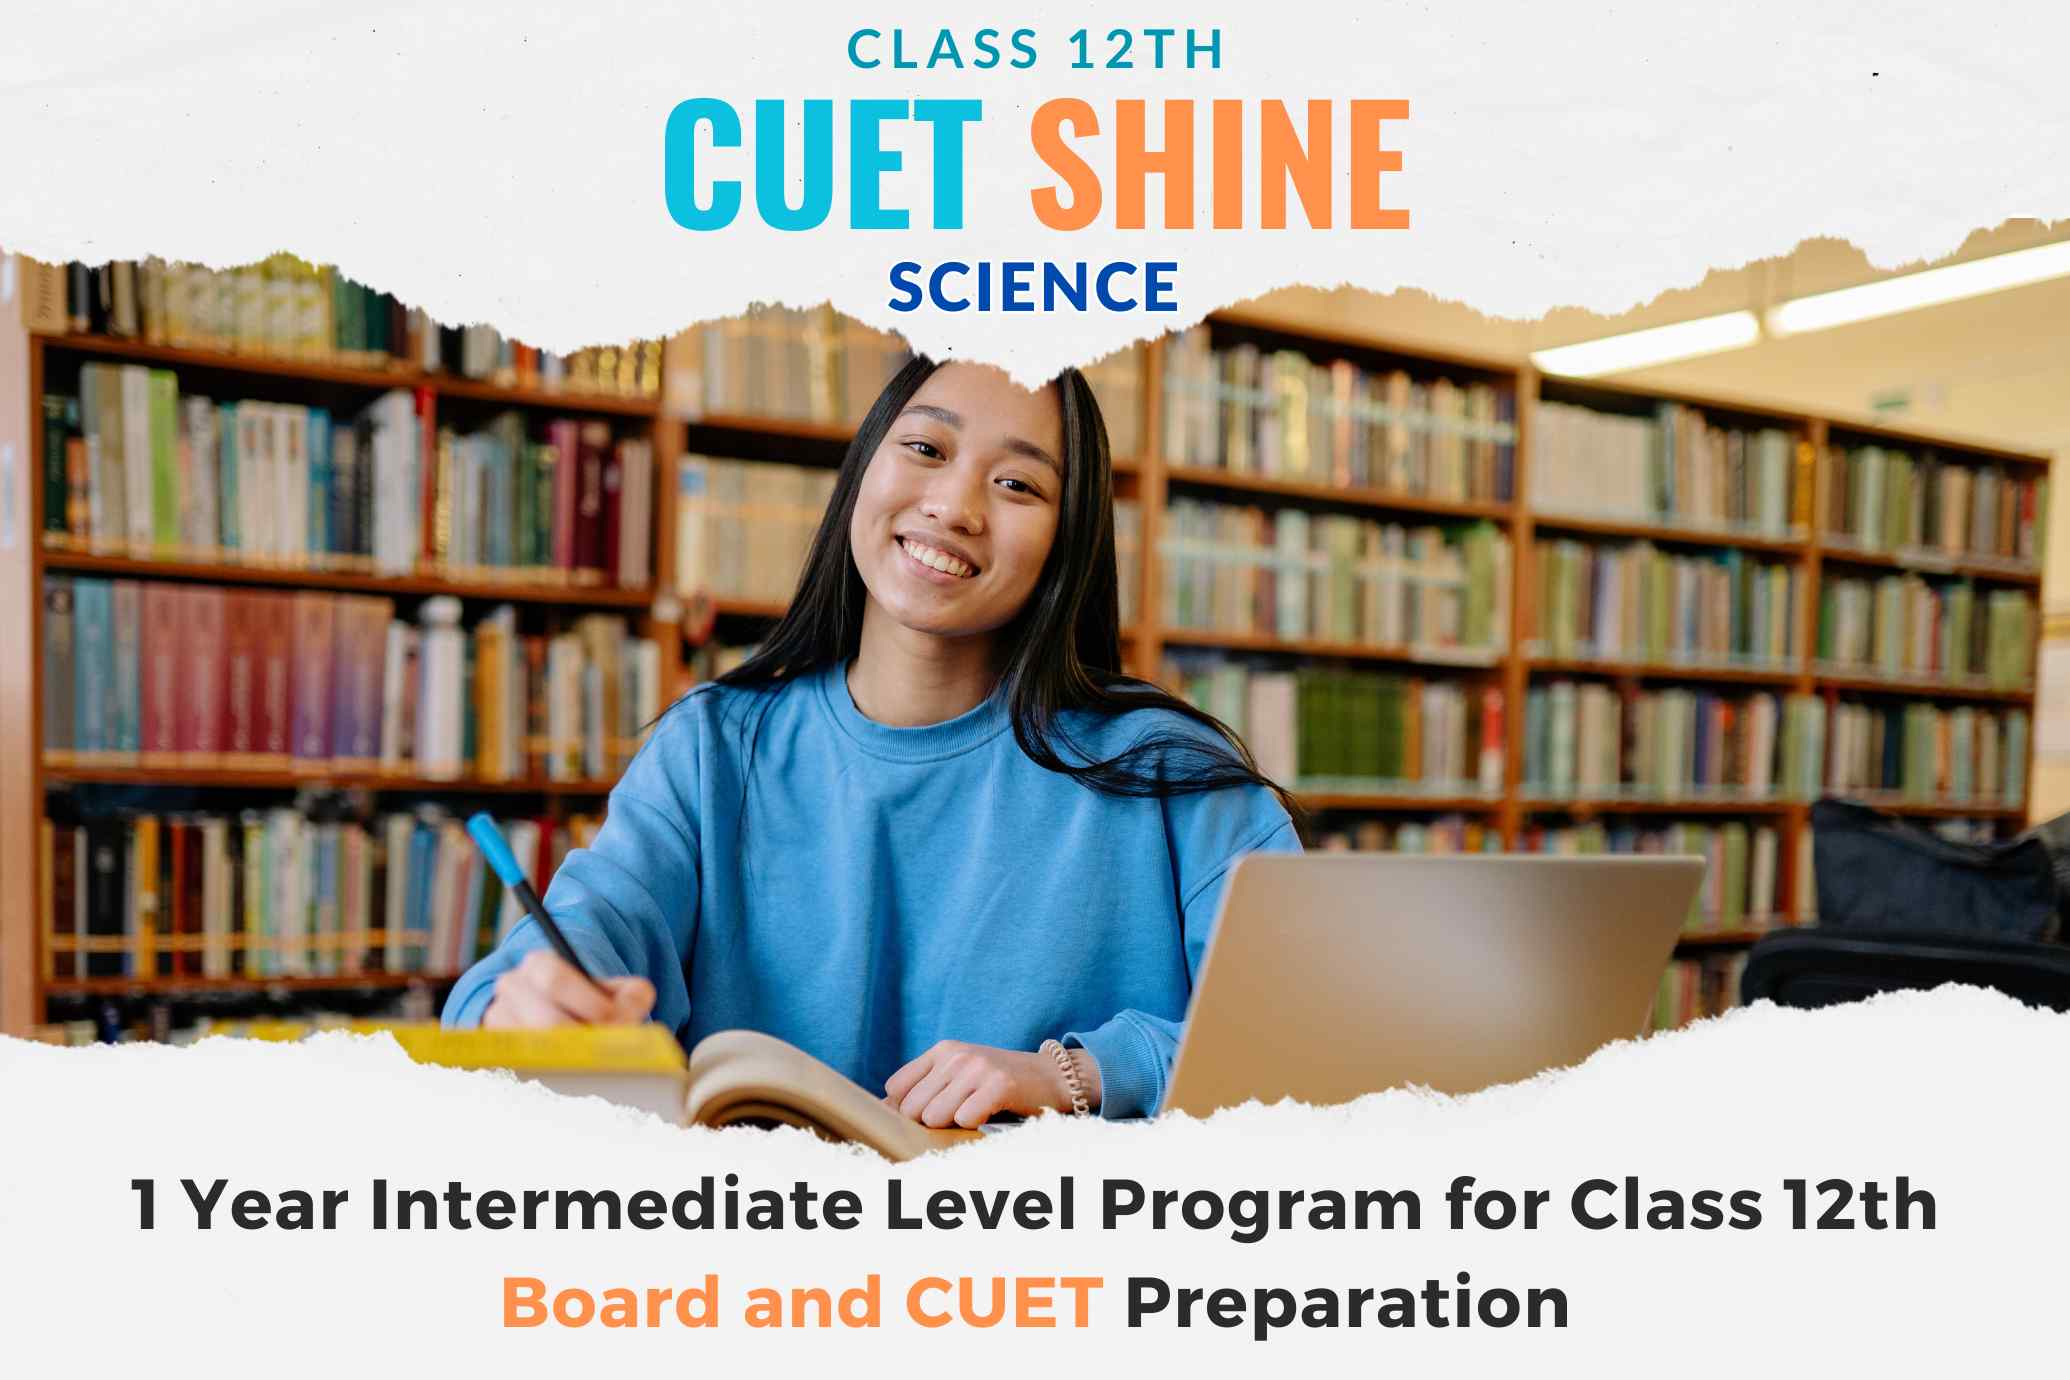 CLASS 12TH
CUET SHINE
SCIENCE
1 Year Intermediate Level Program for Class 12th
Board and CUET Preparation